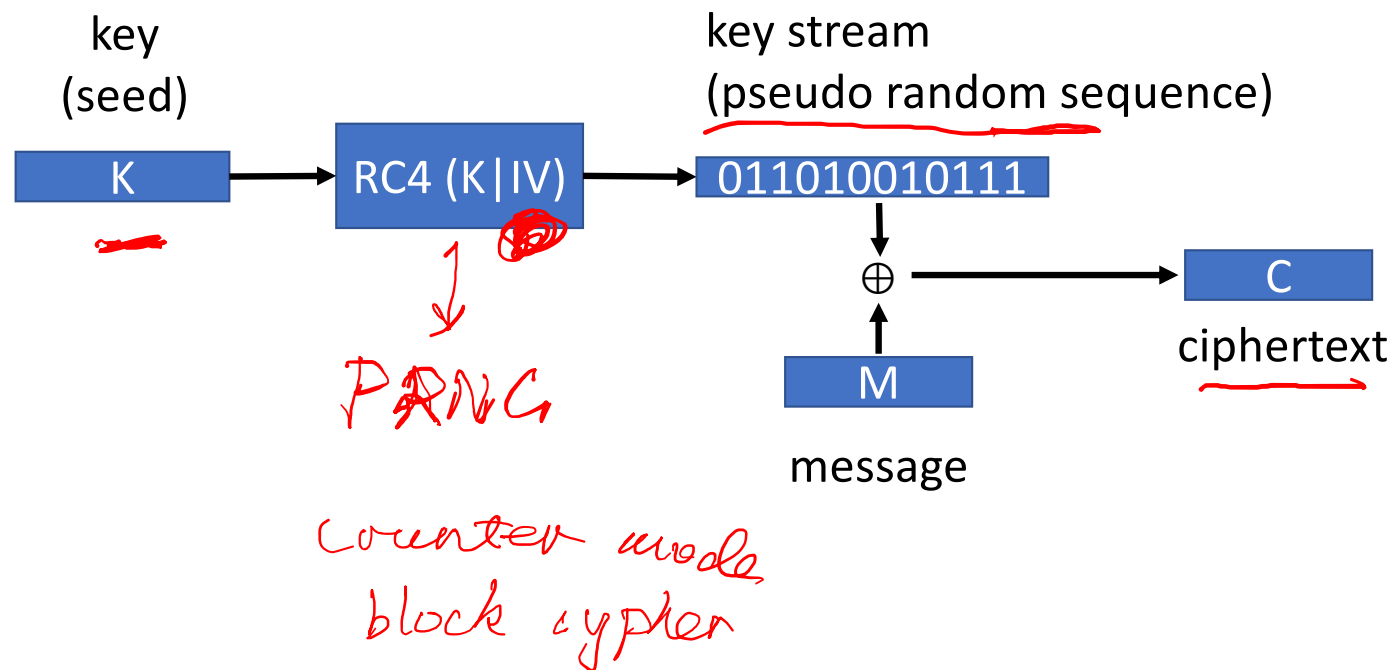 key
(seed)
key stream
(pseudo random sequence)
K
RC4 (K|IV)
011010010111
C
ciphertext
M
message
PRNG
counter mode
block cypher